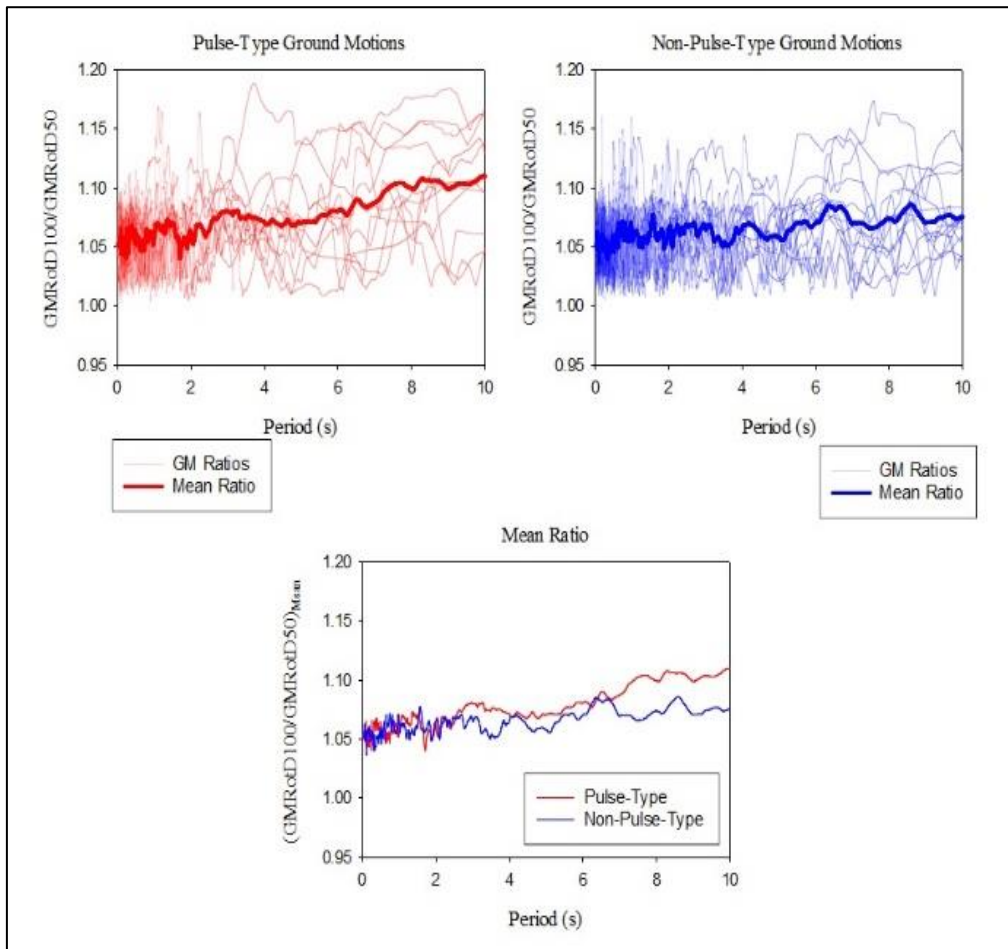 Pulse-Type Ground Motions
GMRotD100/GMRotD50
1.20
1.15
1.10
1.05
1.00
0.95
0 2 4 6 8 10
Period (s)
GM Ratios
Mean Ratio
Non-Pulse-Type Ground Motions
GMRotD100/GMRotD50
1.20
1.15
1.10
1.05
1.00
0.95
0 2 4 6 8 10
Period (s)
GM Ratios
Mean Ratio
Mean Ratio
(GMRotD100/GMRotD50)Mean
1.20
1.15
1.10
1.05
1.00
0.95
0 2 4 6 8 10
Period (s)
Pulse-Type
Non-Pulse-Type